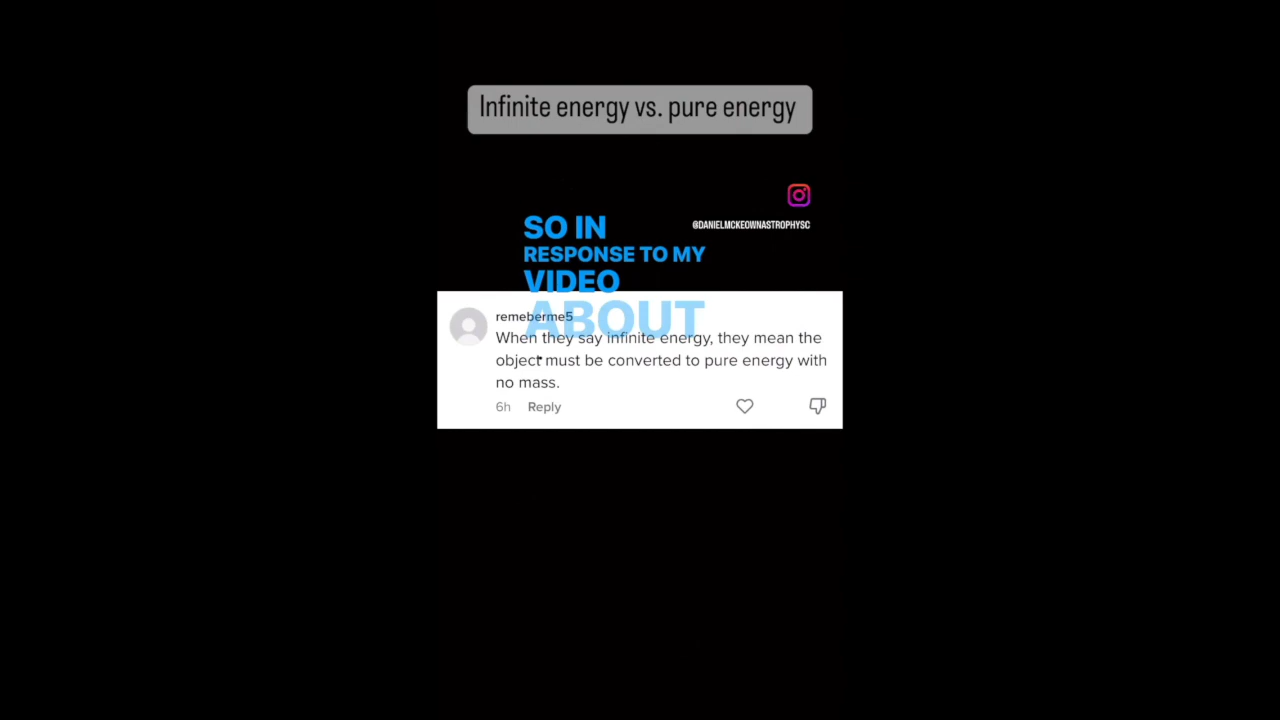 Infinite energy vs. pure energy
@DANIELMCKEOWNASTROPHYSC
SO IN
RESPONSE TO MY
VIDEO
ABOUT
remeberme5
When they say infinite energy, they mean the
object must be converted to pure energy with
no mass.
6h Reply